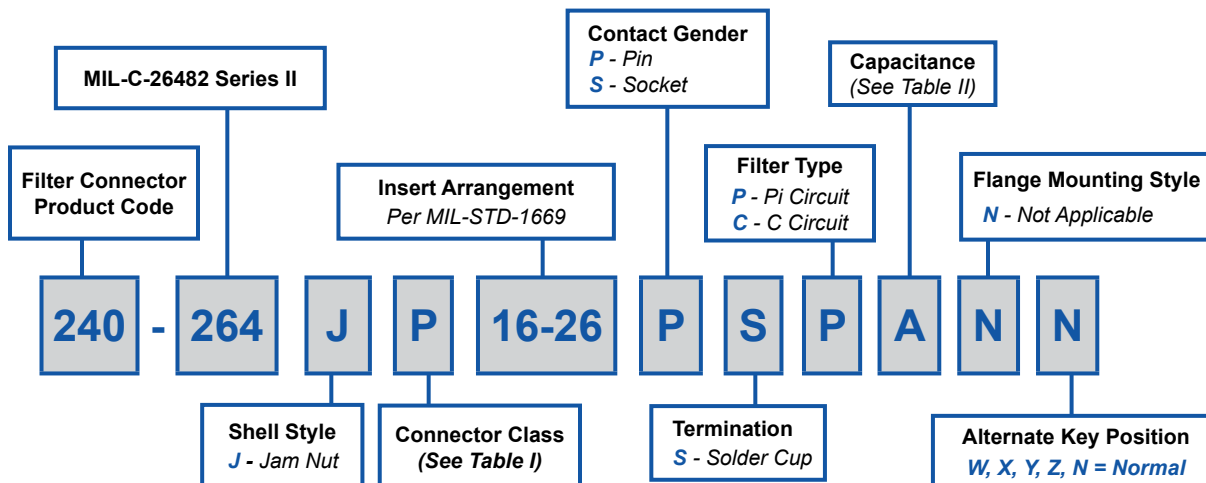 MIL-C-26482 Series II
Contact Gender
P - Pin
S - Socket
Capacitance
(See Table II)
Filter Connector
Product Code
Insert Arrangement
Per MIL-STD-1669
Filter Type
P - Pi Circuit
C - C Circuit
Flange Mounting Style
N - Not Applicable
240 - 264 J P 16-26 P S P A N N
Shell Style
J - Jam Nut
Connector Class
(See Table I)
Termination
S - Solder Cup
Alternate Key Position
W, X, Y, Z, N = Normal